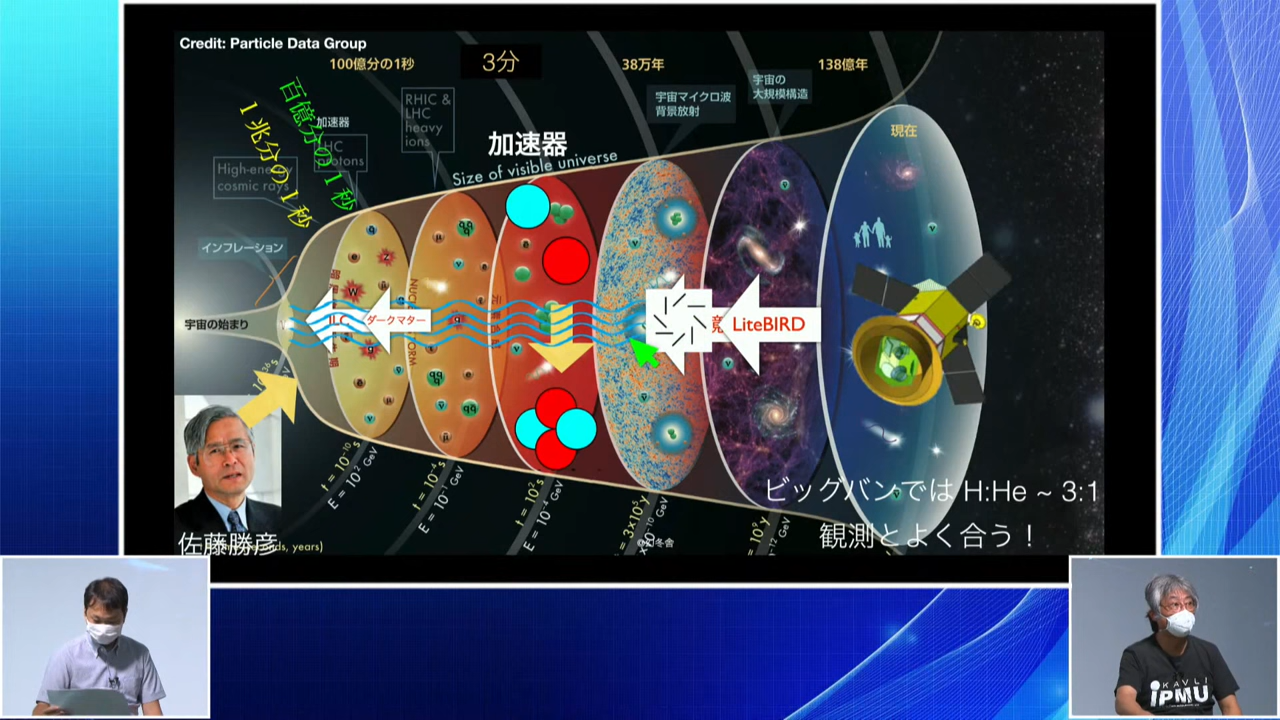 Credit: Particle Data Group
100億分の1秒
3分
38万年
138億年
百億分の1秒
1兆分の1秒
加速器
RHIC &
LHC
heavy
ions
宇宙マイクロ波
背景放射
宇宙の
大規模構造
現在
LHC
protons
High-energy
cosmic rays
加速器
Size of visible universe
インフレーション
宇宙の始まり
ILC
ダークマター
LiteBIRD
t = 10⁻¹⁰ s
E = 10² GeV
t = 10⁻⁴ s
E = 10⁻¹ GeV
t = 10² s
E = 10⁻⁴ GeV
佐藤勝彦
ビッグバンでは H:He ~ 3:1
観測とよく合う！
KAVLI
IPMU